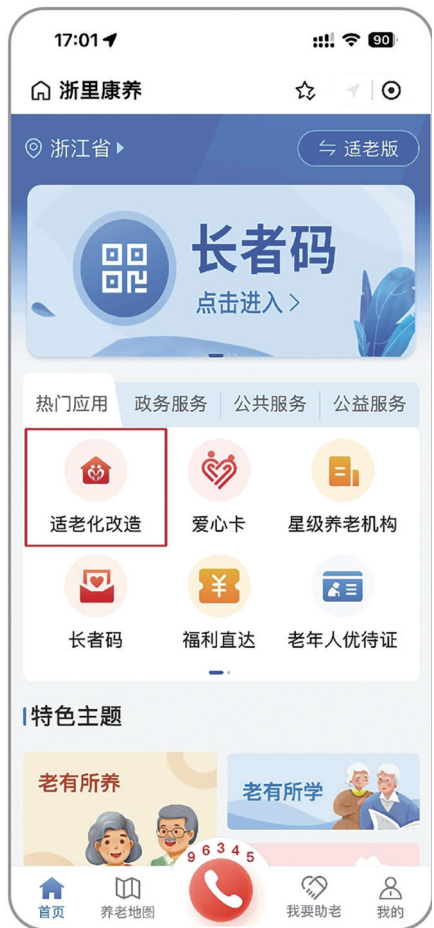 17:01
90
浙里康养
浙江省
适老版
长者码
点击进入
热门应用 政务服务 公共服务 公益服务
适老化改造 爱心卡 星级养老机构
长者码 福利直达 老年人优待证
特色主题
老有所养
老有所学
96345
首页 养老地图 我要助老 我的